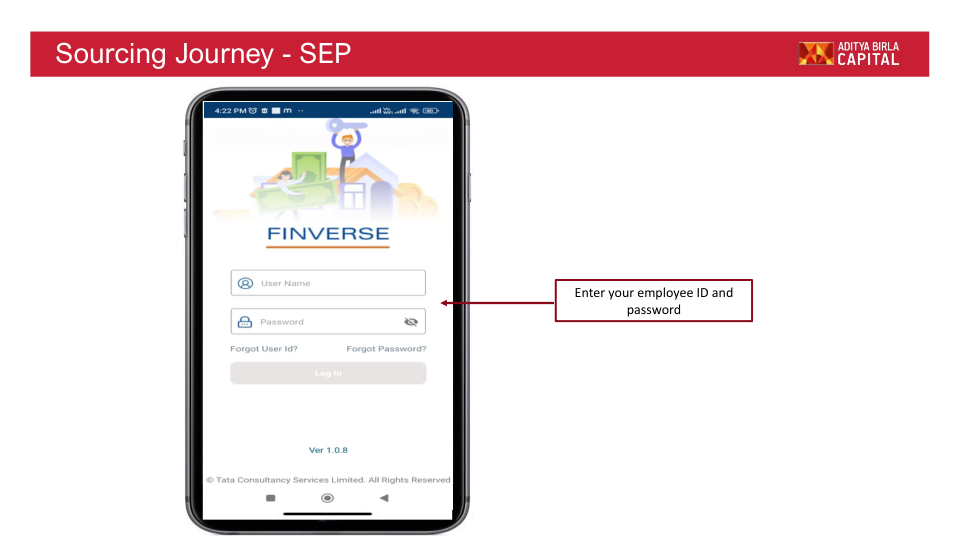 Sourcing Journey - SEP
ADITYA BIRLA
CAPITAL
4:22 PM
FINVERSE
User Name
Password
Forgot User Id? Forgot Password?
Log In
Ver 1.0.8
© Tata Consultancy Services Limited. All Rights Reserved
Enter your employee ID and
password